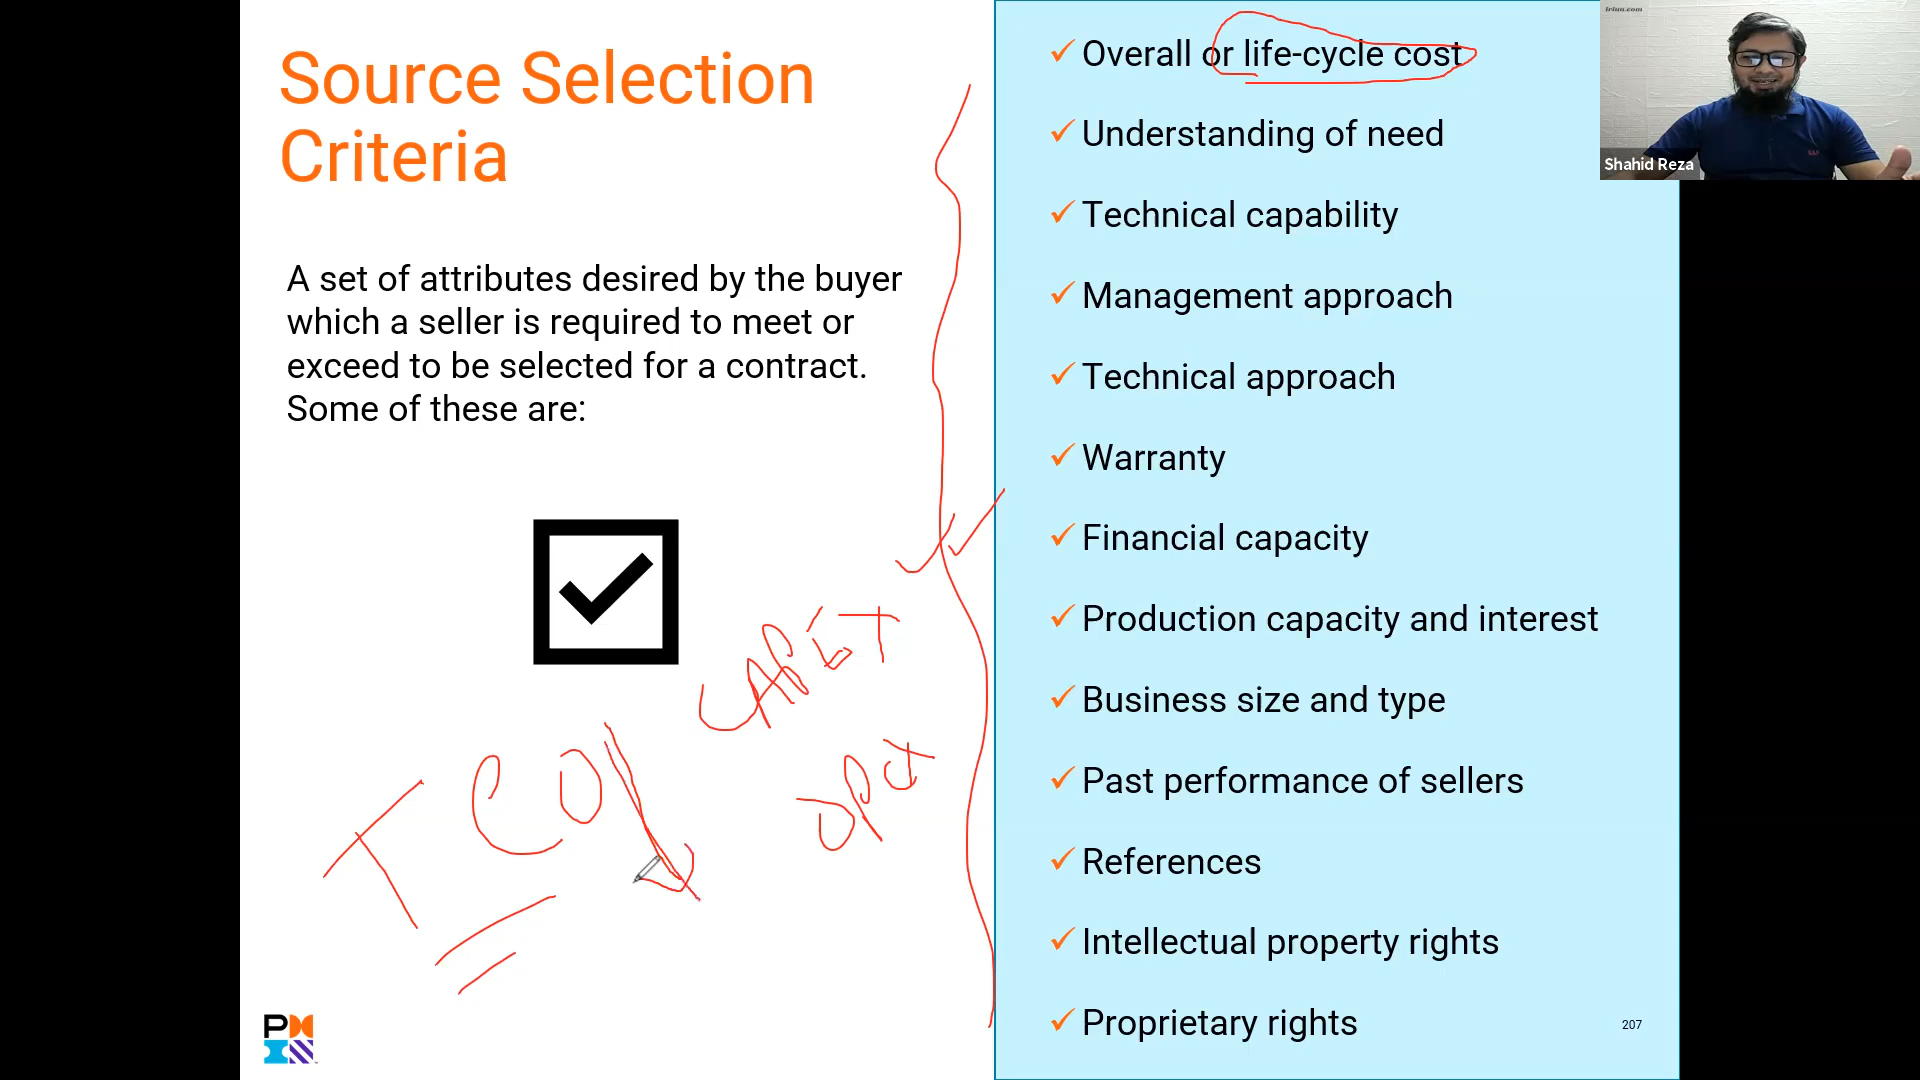 Source Selection
Criteria
A set of attributes desired by the buyer
which a seller is required to meet or
exceed to be selected for a contract.
Some of these are:
CAPEX
OPEX
TCO
Overall or life-cycle cost
Understanding of need
Technical capability
Management approach
Technical approach
Warranty
Financial capacity
Production capacity and interest
Business size and type
Past performance of sellers
References
Intellectual property rights
Proprietary rights
207
iriun.com
Shahid Reza